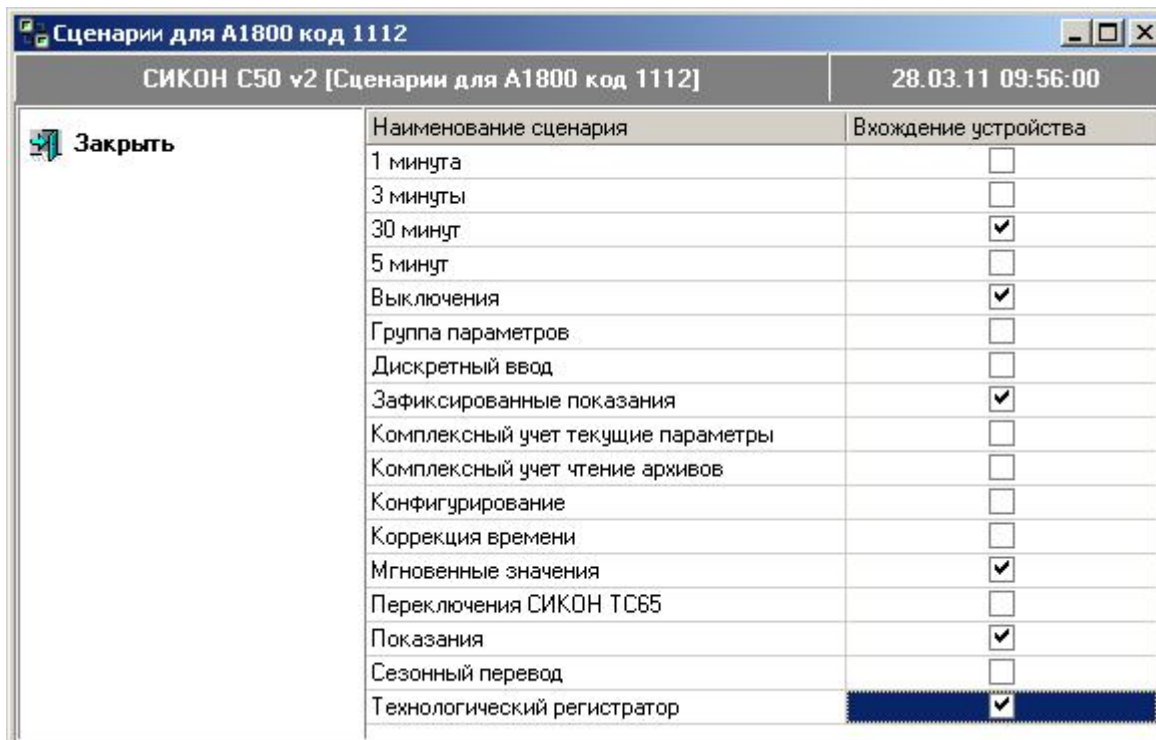 Сценарии для А1800 код 1112
СИКОН С50 v2 [Сценарии для А1800 код 1112] 28.03.11 09:56:00
Закрыть
Наименование сценария Вхождение устройства
1 минута
3 минуты
30 минут
5 минут
Выключения
Группа параметров
Дискретный ввод
Зафиксированные показания
Комплексный учет текущие параметры
Комплексный учет чтение архивов
Конфигурирование
Коррекция времени
Мгновенные значения
Переключения СИКОН ТС65
Показания
Сезонный перевод
Технологический регистратор